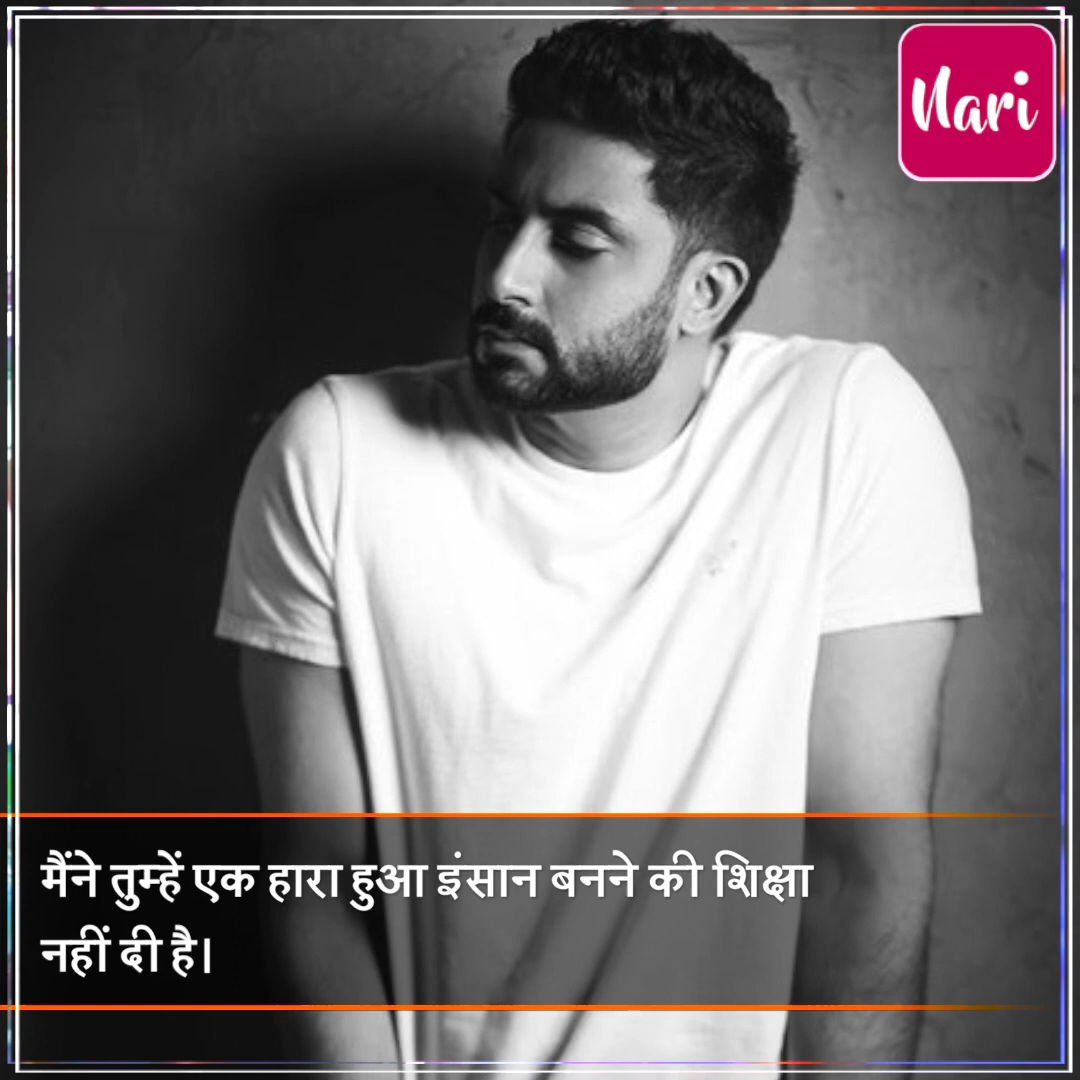 Nari
मैंने तुम्हें एक हारा हुआ इंसान बनने की शिक्षा
नहीं दी है।